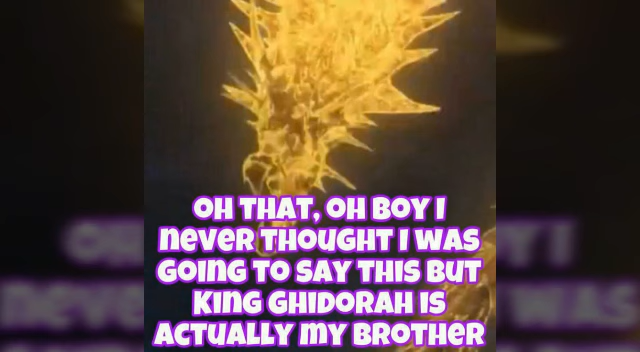 OH THAT, OH BOY I
NEVER THOUGHT I WAS
GOING TO SAY THIS BUT
KING GHIDORAH IS
ACTUALLY MY BROTHER